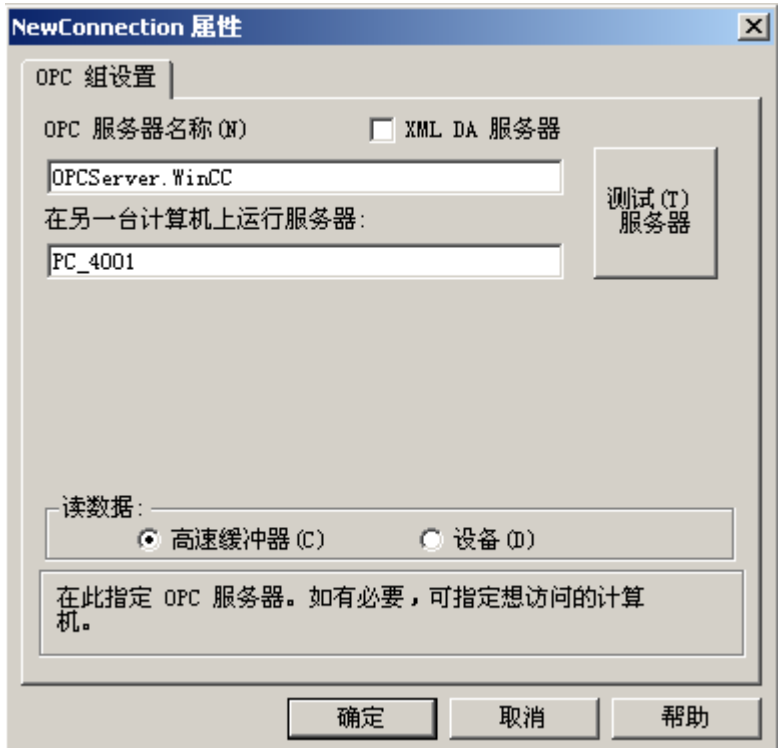 NewConnection 属性
OPC 组设置
OPC 服务器名称(N)
XML DA 服务器
OPCServer.WinCC
测试(T)
服务器
在另一台计算机上运行服务器:
PC_4001
读数据:
高速缓冲器(C)
设备(D)
在此指定 OPC 服务器。如有必要,可指定想访问的计算
机。
确定
取消
帮助